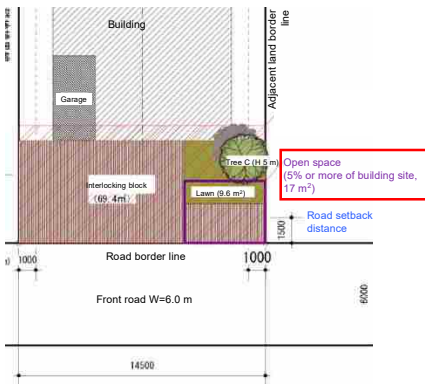 Building
Adjacent land border
line
Garage
Tree C (H 5 m)
Open space
(5% or more of building site,
17 m²)
Interlocking block
(69.4㎡)
Lawn (9.6 m²)
Road setback
distance
1500
1000
Road border line
1000
Front road W=6.0 m
6000
14500